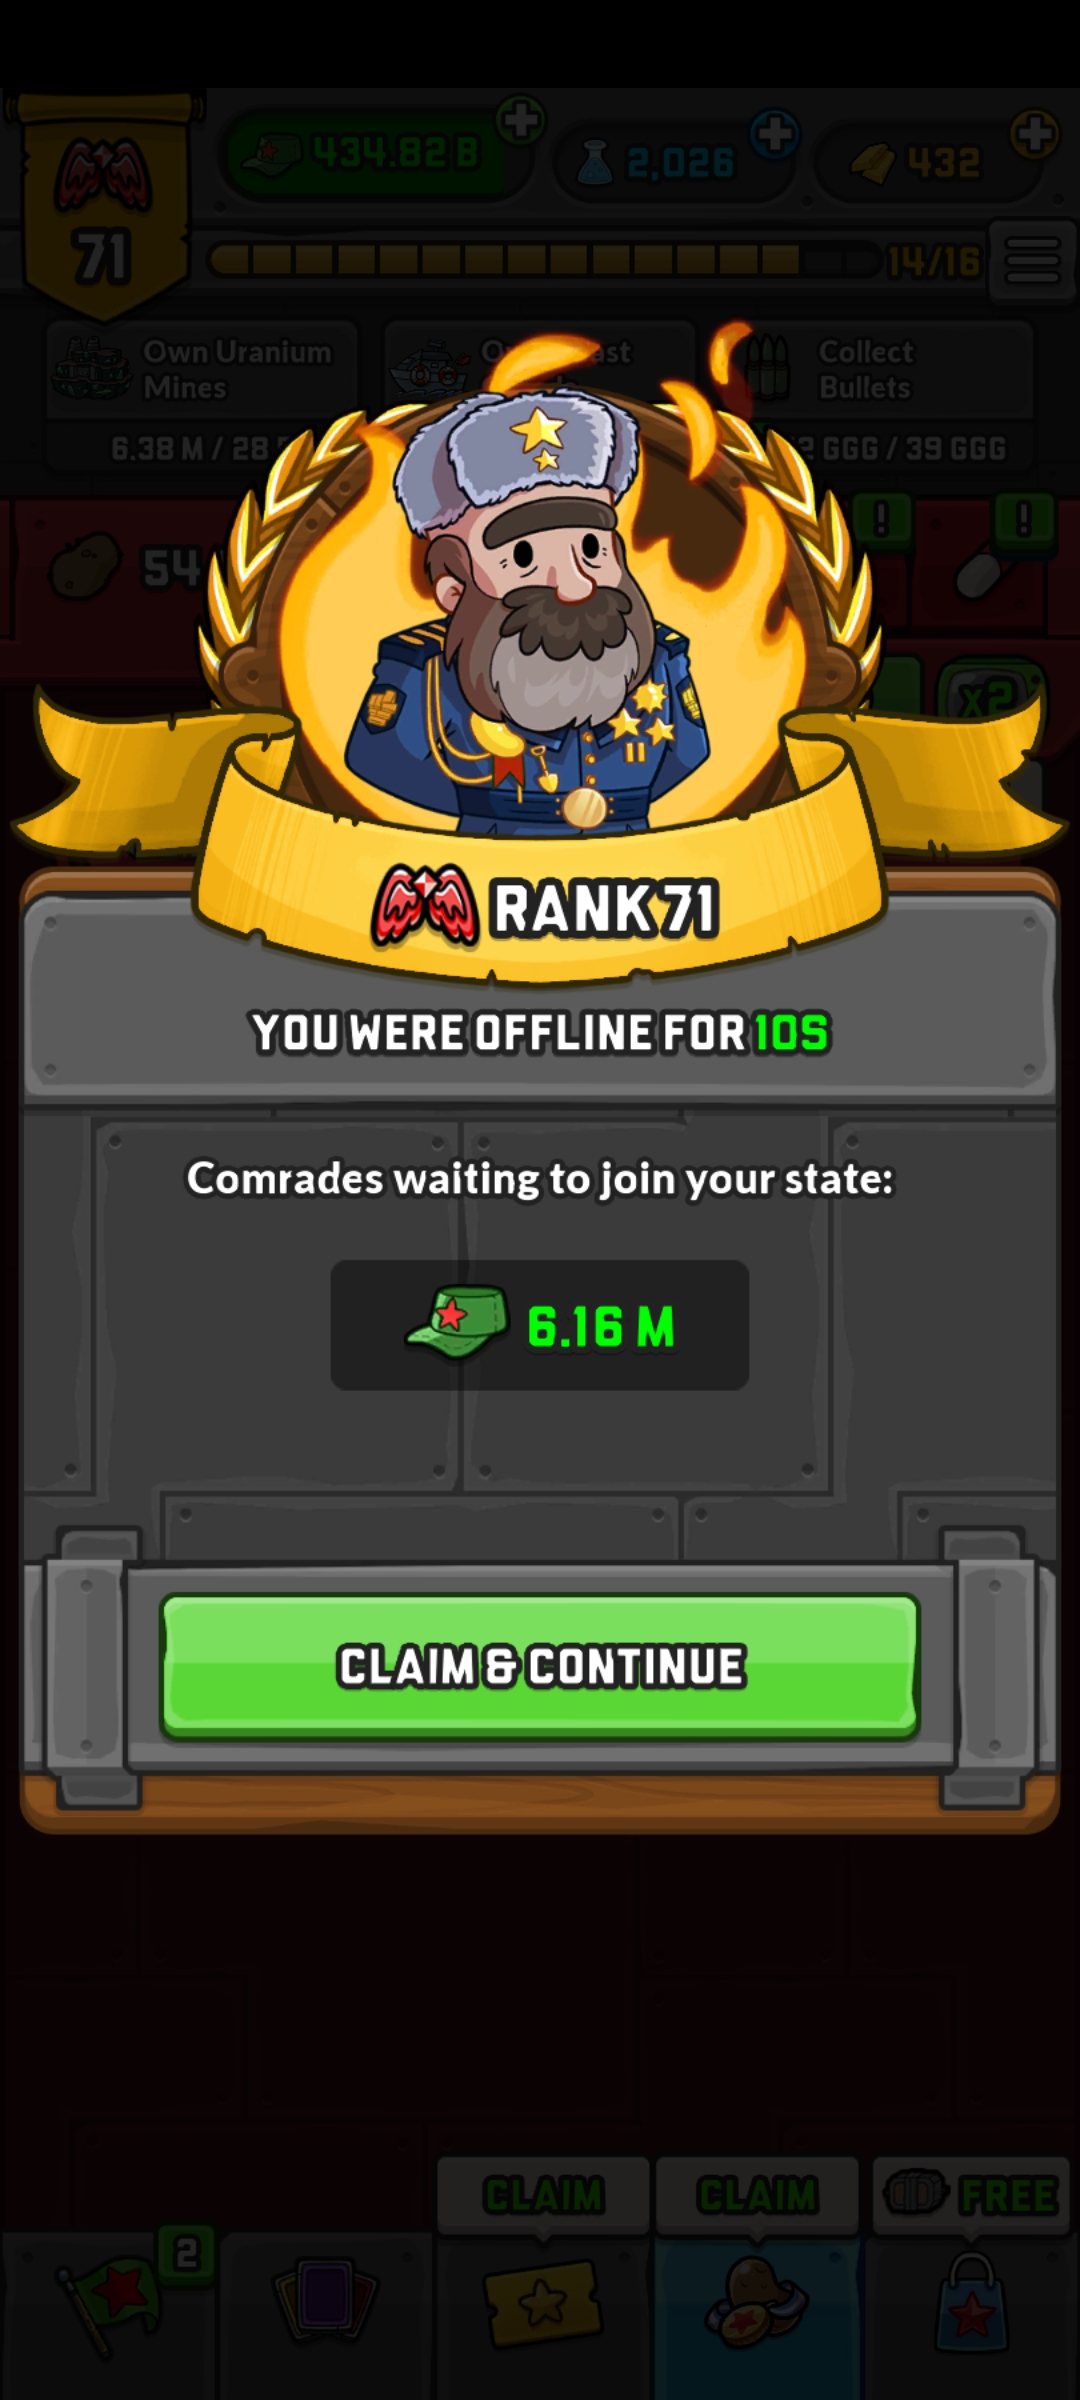 434.82 B
2,026
432
71
14/16
Own Uranium
Mines
Collect
Bullets
6.38 M / 28
GGG / 39 GGG
54
!
!
X2
RANK 71
YOU WERE OFFLINE FOR 10S
Comrades waiting to join your state:
6.16 M
CLAIM & CONTINUE
CLAIM
CLAIM
FREE
2